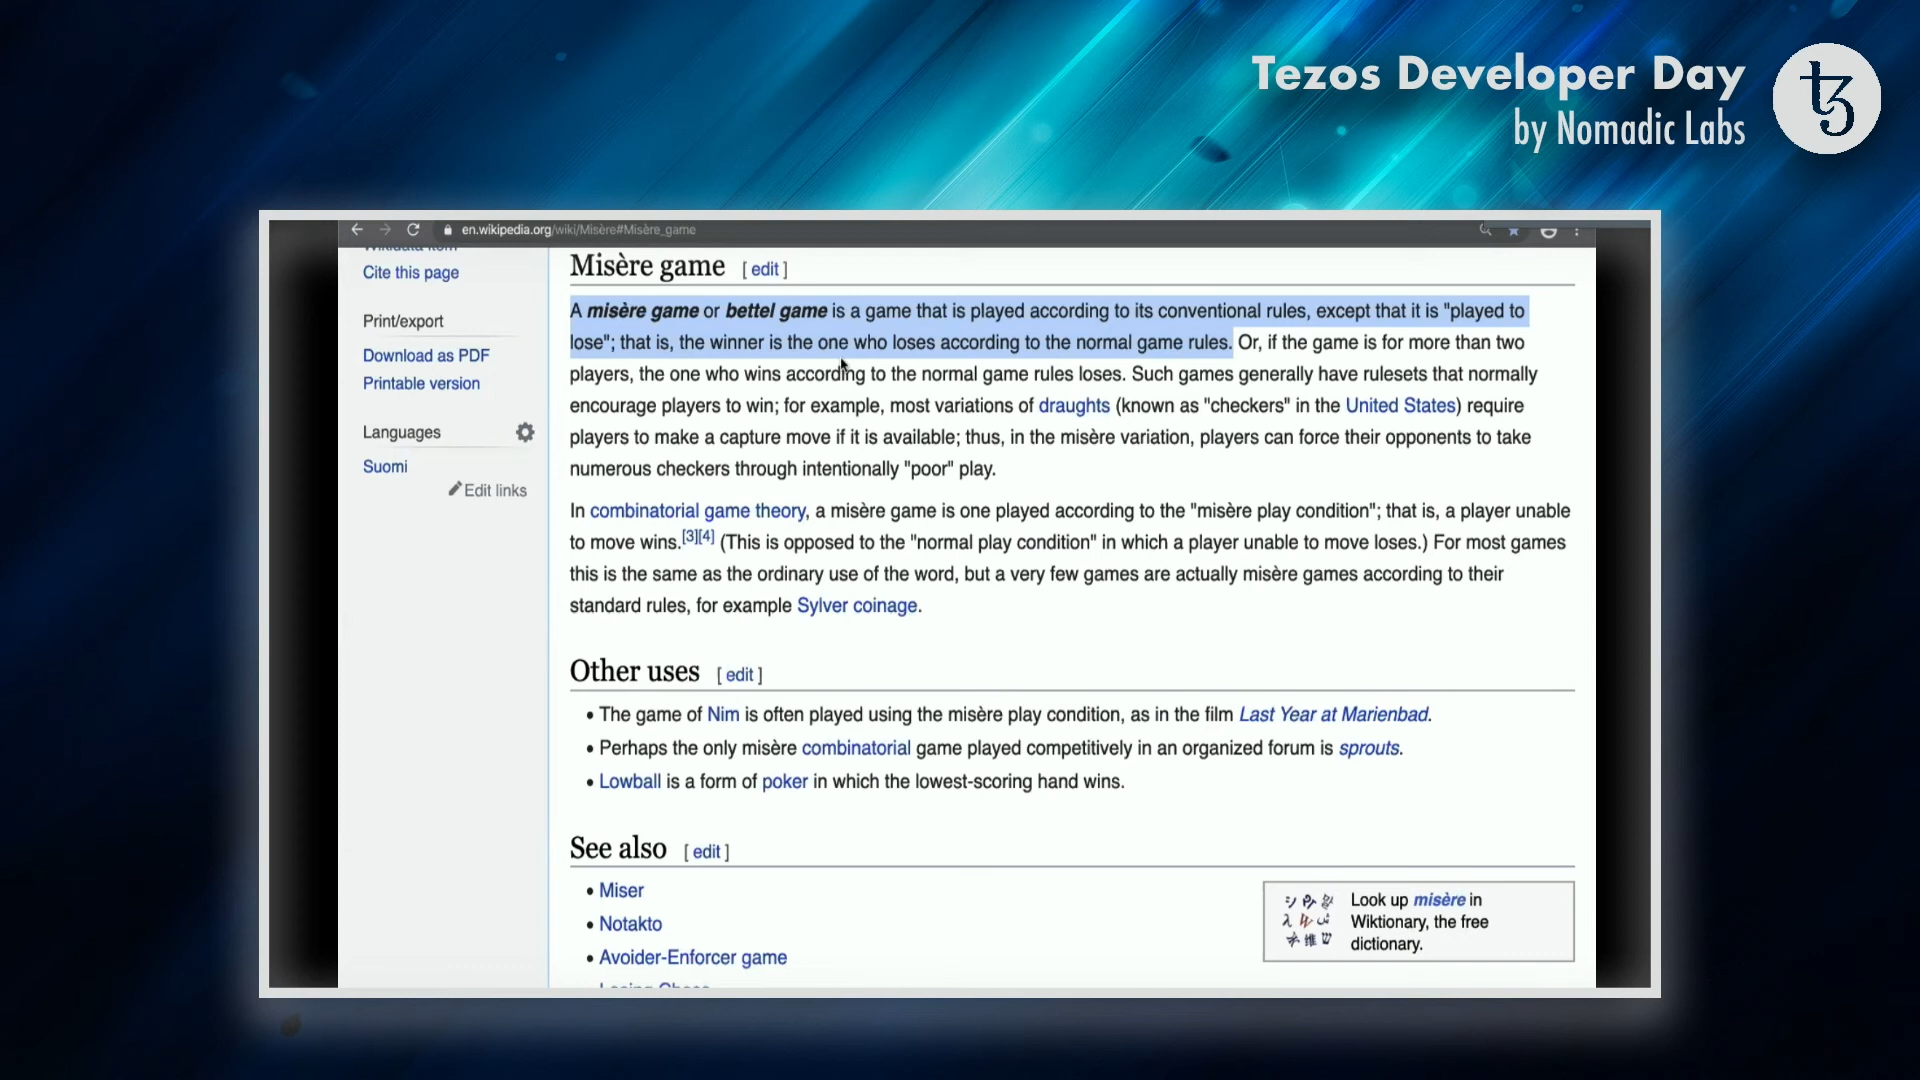 Tezos Developer Day
by Nomadic Labs
en.wikipedia.org/wiki/Misère#Misère_game
Wikidata item
Cite this page
Print/export
Download as PDF
Printable version
Languages
Suomi
Edit links
Misère game [ edit ]
A misère game or bettel game is a game that is played according to its conventional rules, except that it is "played to
lose"; that is, the winner is the one who loses according to the normal game rules. Or, if the game is for more than two
players, the one who wins according to the normal game rules loses. Such games generally have rulesets that normally
encourage players to win; for example, most variations of draughts (known as "checkers" in the United States) require
players to make a capture move if it is available; thus, in the misère variation, players can force their opponents to take
numerous checkers through intentionally "poor" play.
In combinatorial game theory, a misère game is one played according to the "misère play condition"; that is, a player unable
to move wins.[3][4] (This is opposed to the "normal play condition" in which a player unable to move loses.) For most games
this is the same as the ordinary use of the word, but a very few games are actually misère games according to their
standard rules, for example Sylver coinage.
Other uses [ edit ]
• The game of Nim is often played using the misère play condition, as in the film Last Year at Marienbad.
• Perhaps the only misère combinatorial game played competitively in an organized forum is sprouts.
• Lowball is a form of poker in which the lowest-scoring hand wins.
See also [ edit ]
• Miser
• Notakto
• Avoider-Enforcer game
Look up misère in
Wiktionary, the free
dictionary.